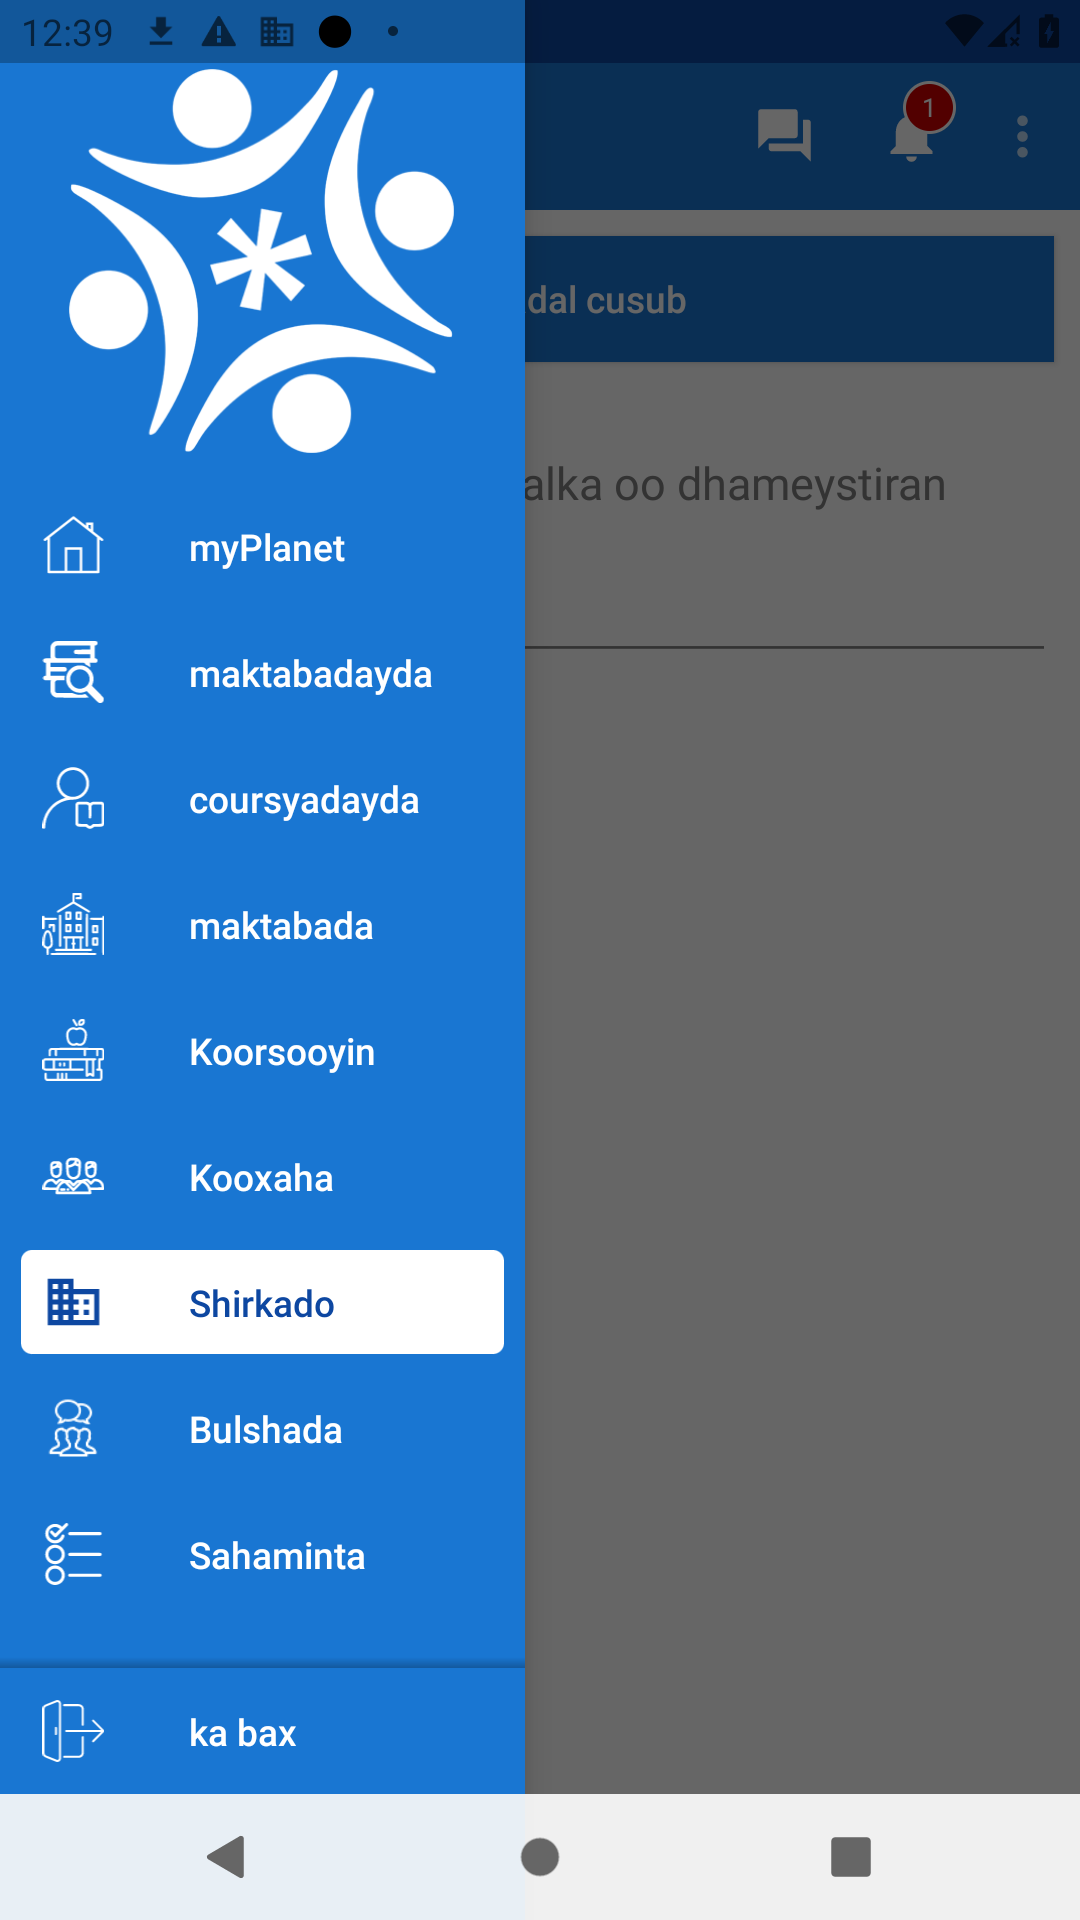 12:39
1
dal cusub
alka oo dhameystiran
myPlanet
maktabadayda
coursyadayda
maktabada
Koorsooyin
Kooxaha
Shirkado
Bulshada
Sahaminta
ka bax